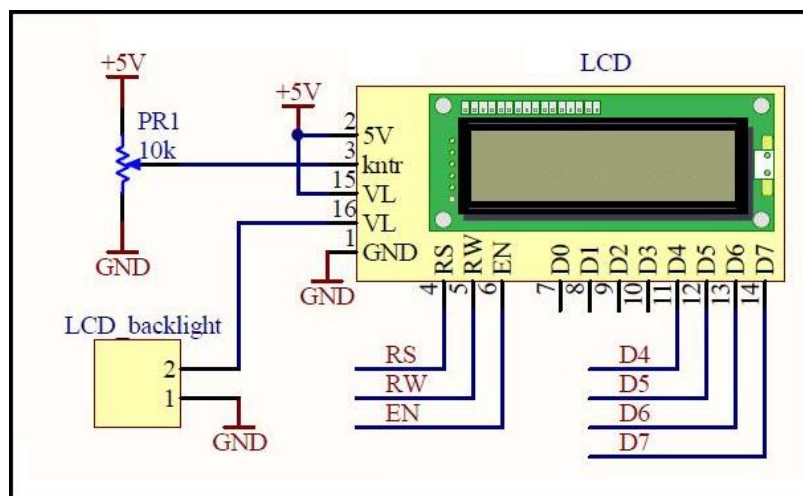 LCD
+5V
+5V
PR1
10k
2 5V
3 kntr
15 VL
16 VL
1 GND
GND
GND
4 RS
5 RW
6 EN
7 D0
8 D1
9 D2
10 D3
11 D4
12 D5
13 D6
14 D7
LCD_backlight
2
1
GND
RS
RW
EN
D4
D5
D6
D7